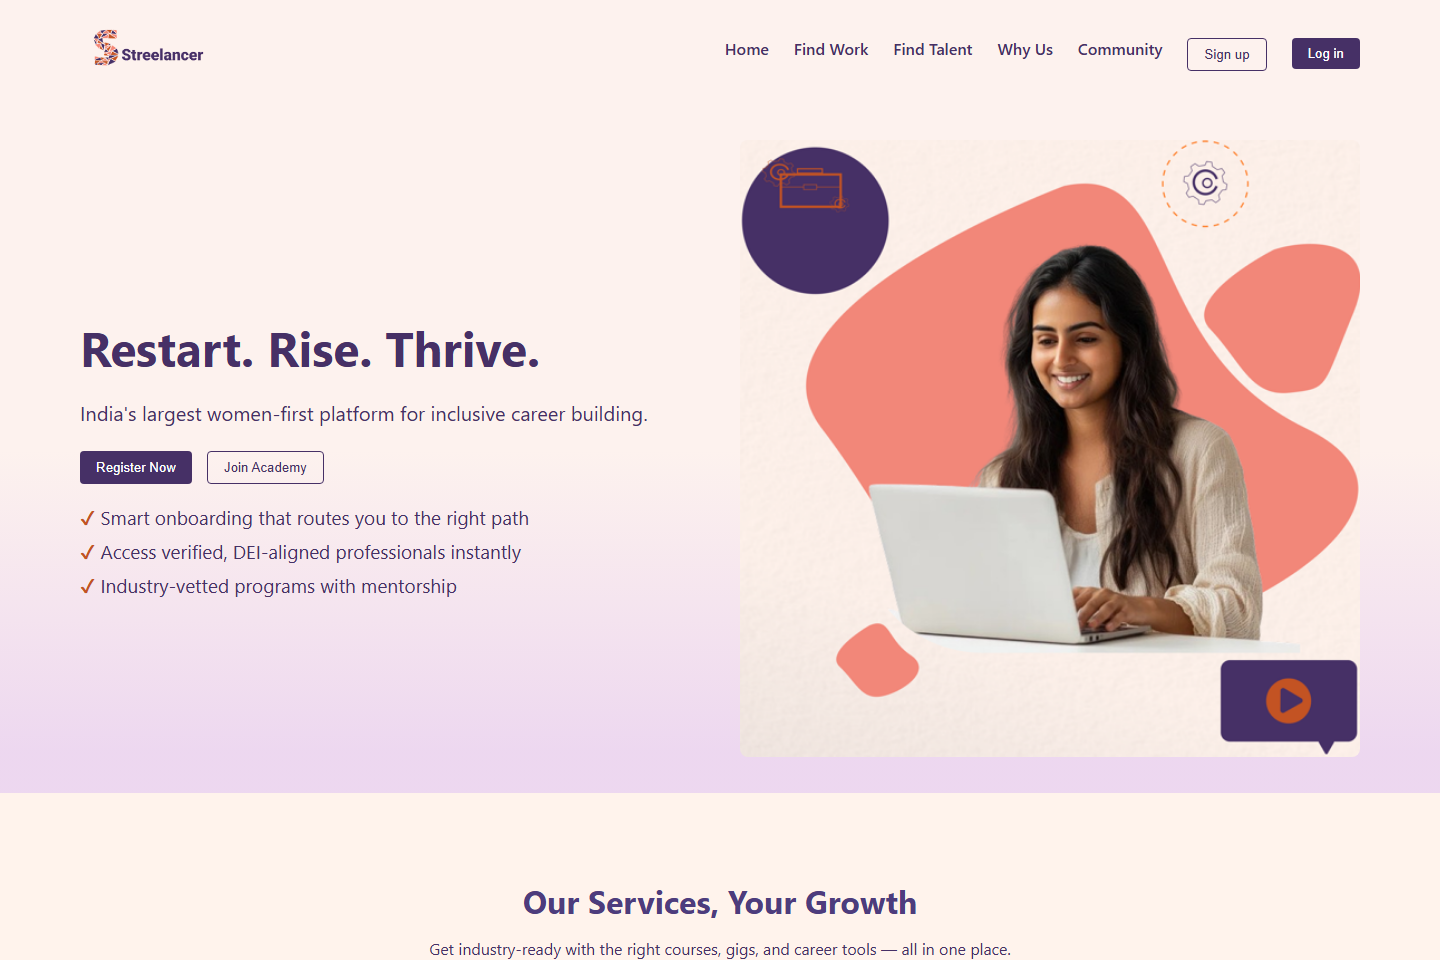 Streelancer
Home Find Work Find Talent Why Us Community Sign up Log in
Restart. Rise. Thrive.
India's largest women-first platform for inclusive career building.
Register Now Join Academy
✓ Smart onboarding that routes you to the right path
✓ Access verified, DEI-aligned professionals instantly
✓ Industry-vetted programs with mentorship
Our Services, Your Growth
Get industry-ready with the right courses, gigs, and career tools — all in one place.